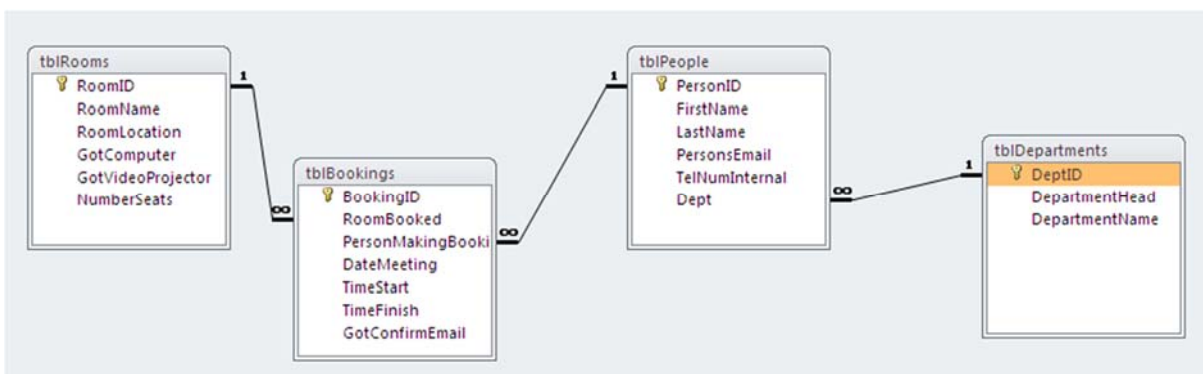 tblRooms
RoomID
RoomName
RoomLocation
GotComputer
GotVideoProjector
NumberSeats
1
∞
tblBookings
BookingID
RoomBooked
PersonMakingBooki
DateMeeting
TimeStart
TimeFinish
GotConfirmEmail
∞
1
tblPeople
PersonID
FirstName
LastName
PersonsEmail
TelNumInternal
Dept
∞
1
tblDepartments
DeptID
DepartmentHead
DepartmentName